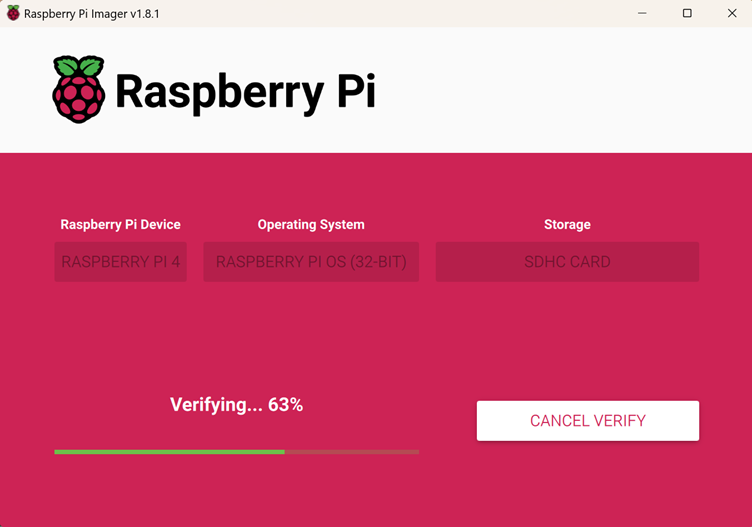 Raspberry Pi Imager v1.8.1
Raspberry Pi
Raspberry Pi Device
Operating System
Storage
RASPBERRY PI 4
RASPBERRY PI OS (32-BIT)
SDHC CARD
Verifying... 63%
CANCEL VERIFY